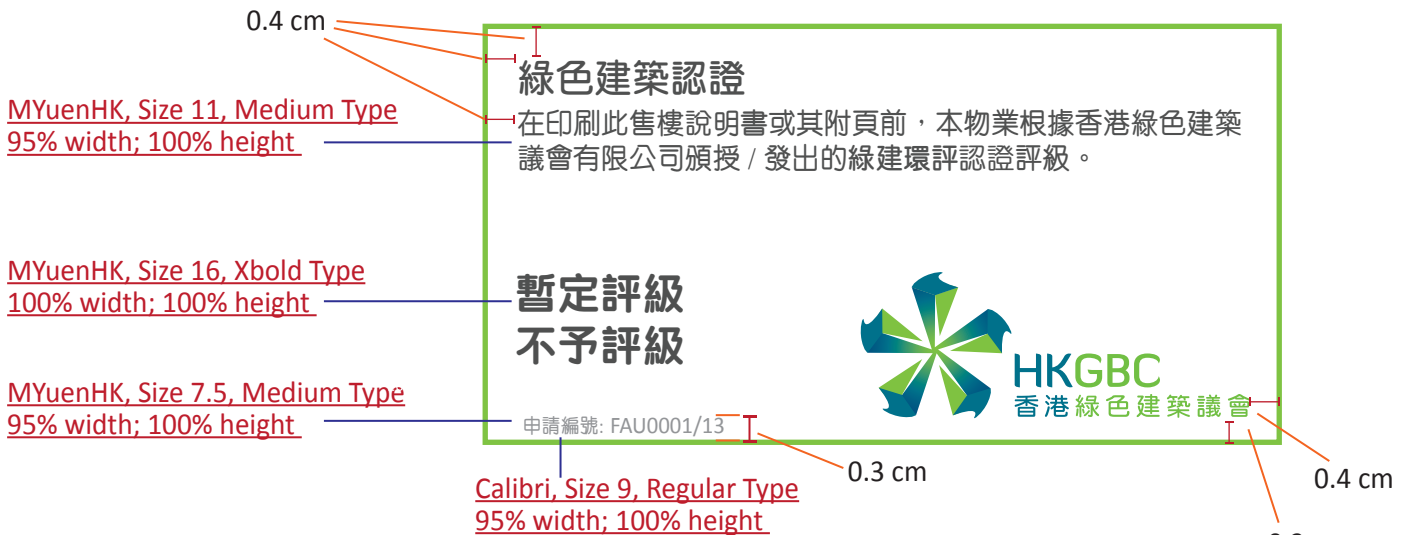 0.4 cm
綠色建築認證
MYuenHK, Size 11, Medium Type
95% width; 100% height
在印刷此售樓說明書或其附頁前，本物業根據香港綠色建築
議會有限公司頒授 / 發出的綠建環評認證評級。
MYuenHK, Size 16, Xbold Type
100% width; 100% height
暫定評級
不予評級
HKGBC
香港綠色建築議會
MYuenHK, Size 7.5, Medium Type
95% width; 100% height
申請編號: FAU0001/13
0.3 cm
0.4 cm
Calibri, Size 9, Regular Type
95% width; 100% height